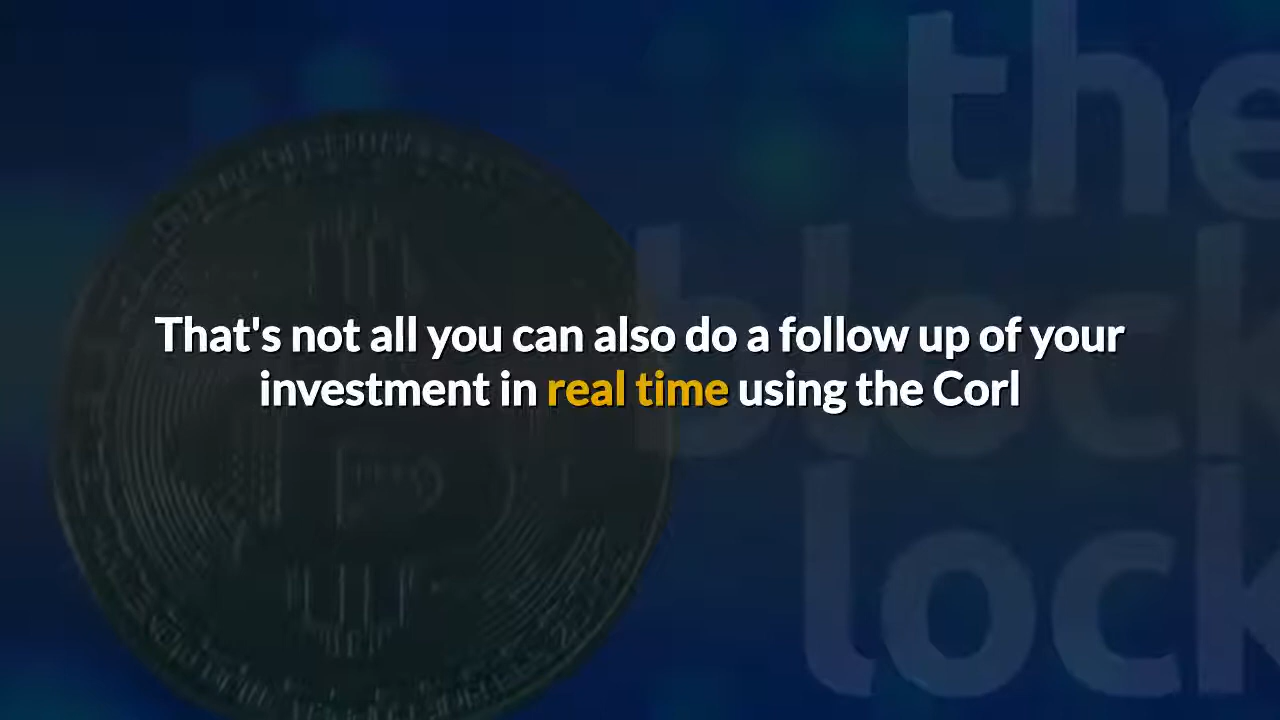 the
block
lock
That's not all you can also do a follow up of your
investment in real time using the Corl